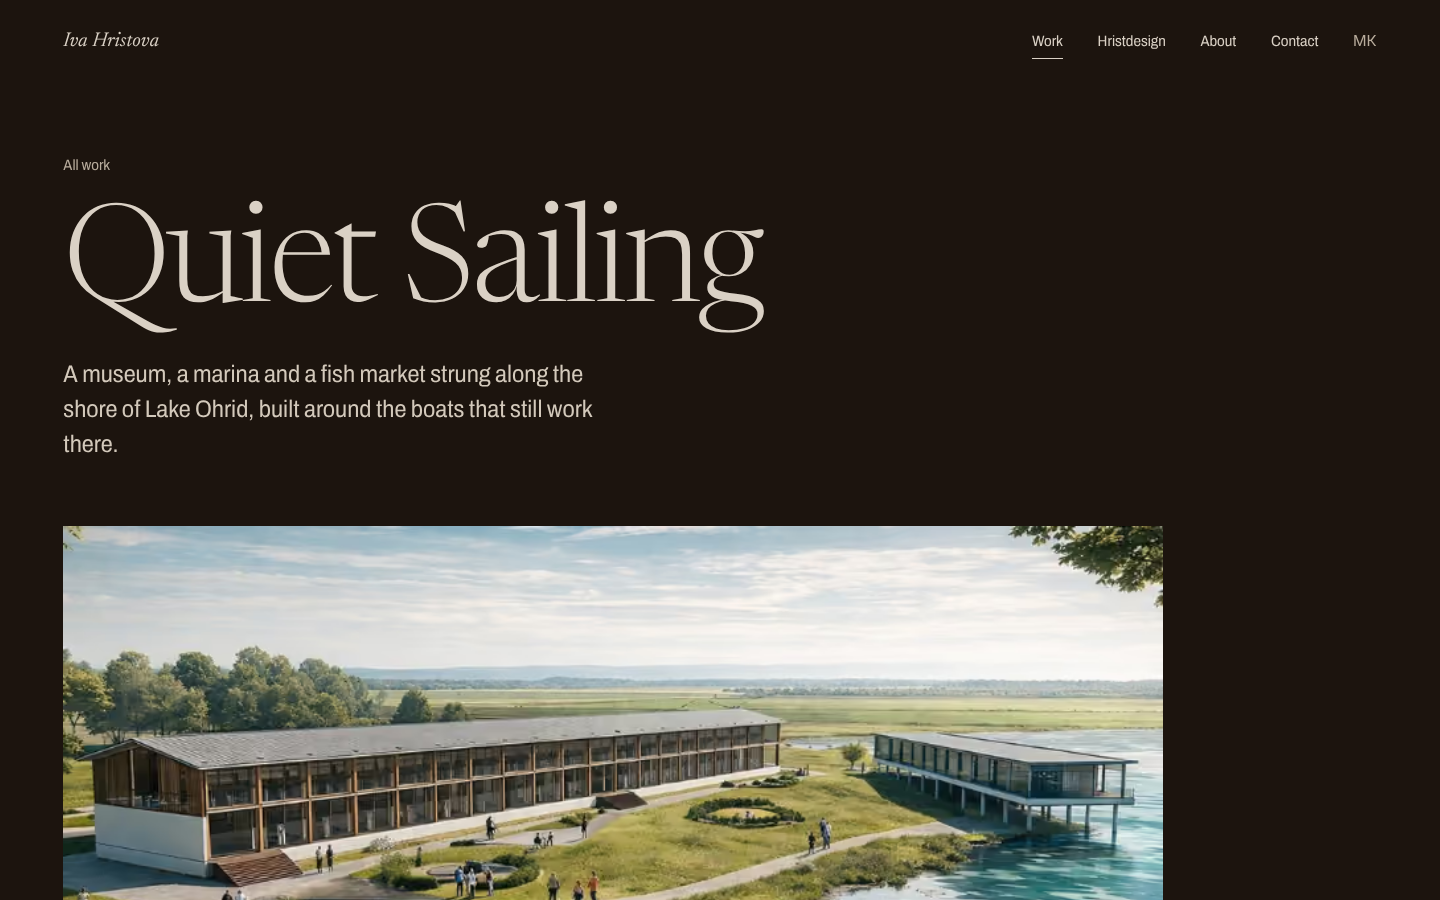 Iva Hristova
Work
Hristdesign
About
Contact
MK
All work
Quiet Sailing
A museum, a marina and a fish market strung along the
shore of Lake Ohrid, built around the boats that still work
there.